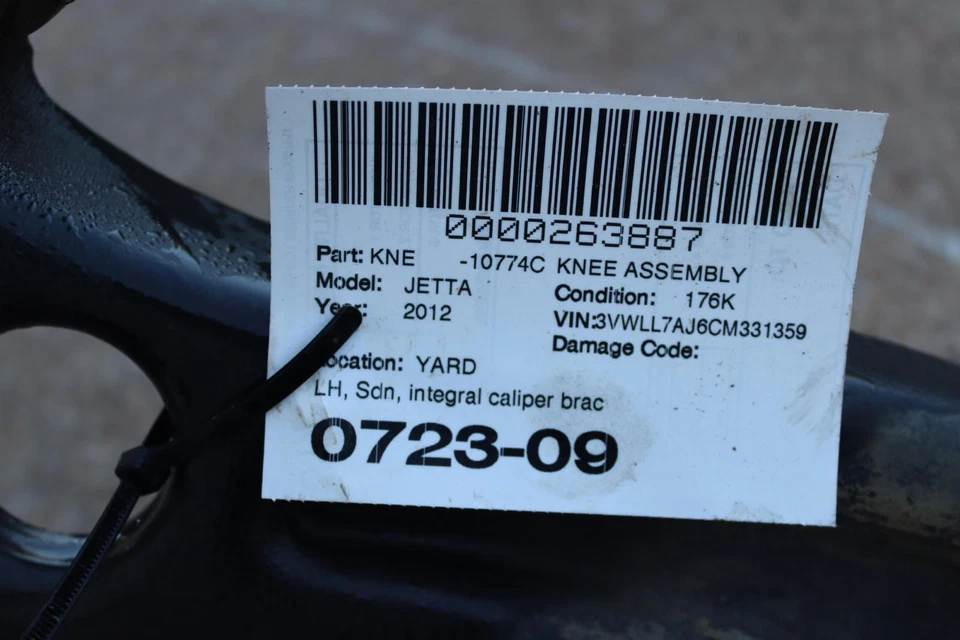 0000263887
Part: KNE -10774C KNEE ASSEMBLY
Model: JETTA
Condition: 176K
Year: 2012
VIN:3VWLL7AJ6CM331359
Damage Code:
Location: YARD
LH, Sdn, integral caliper brac
0723-09